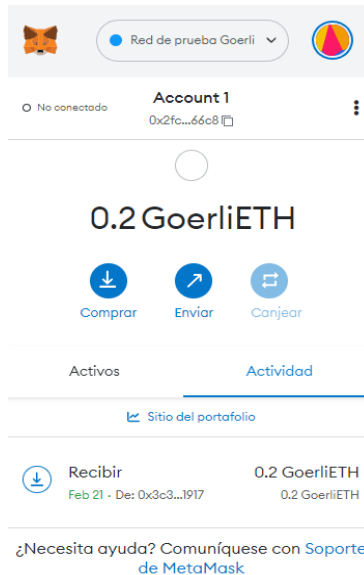 Red de prueba Goerli
No conectado
Account 1
0x2fc...66c8
0.2 GoerliETH
Comprar
Enviar
Canjear
Activos
Actividad
Sitio del portafolio
Recibir
0.2 GoerliETH
Feb 21 - De: 0x3c3...1917
0.2 GoerliETH
¿Necesita ayuda? Comuníquese con Soporte
de MetaMask